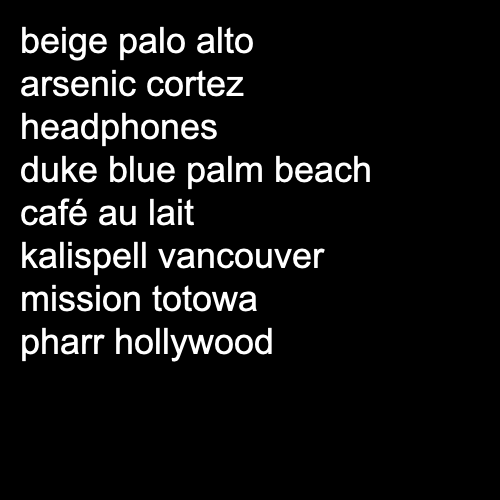 beige palo alto
arsenic cortez
headphones
duke blue palm beach
café au lait
kalispell vancouver
mission totowa
pharr hollywood